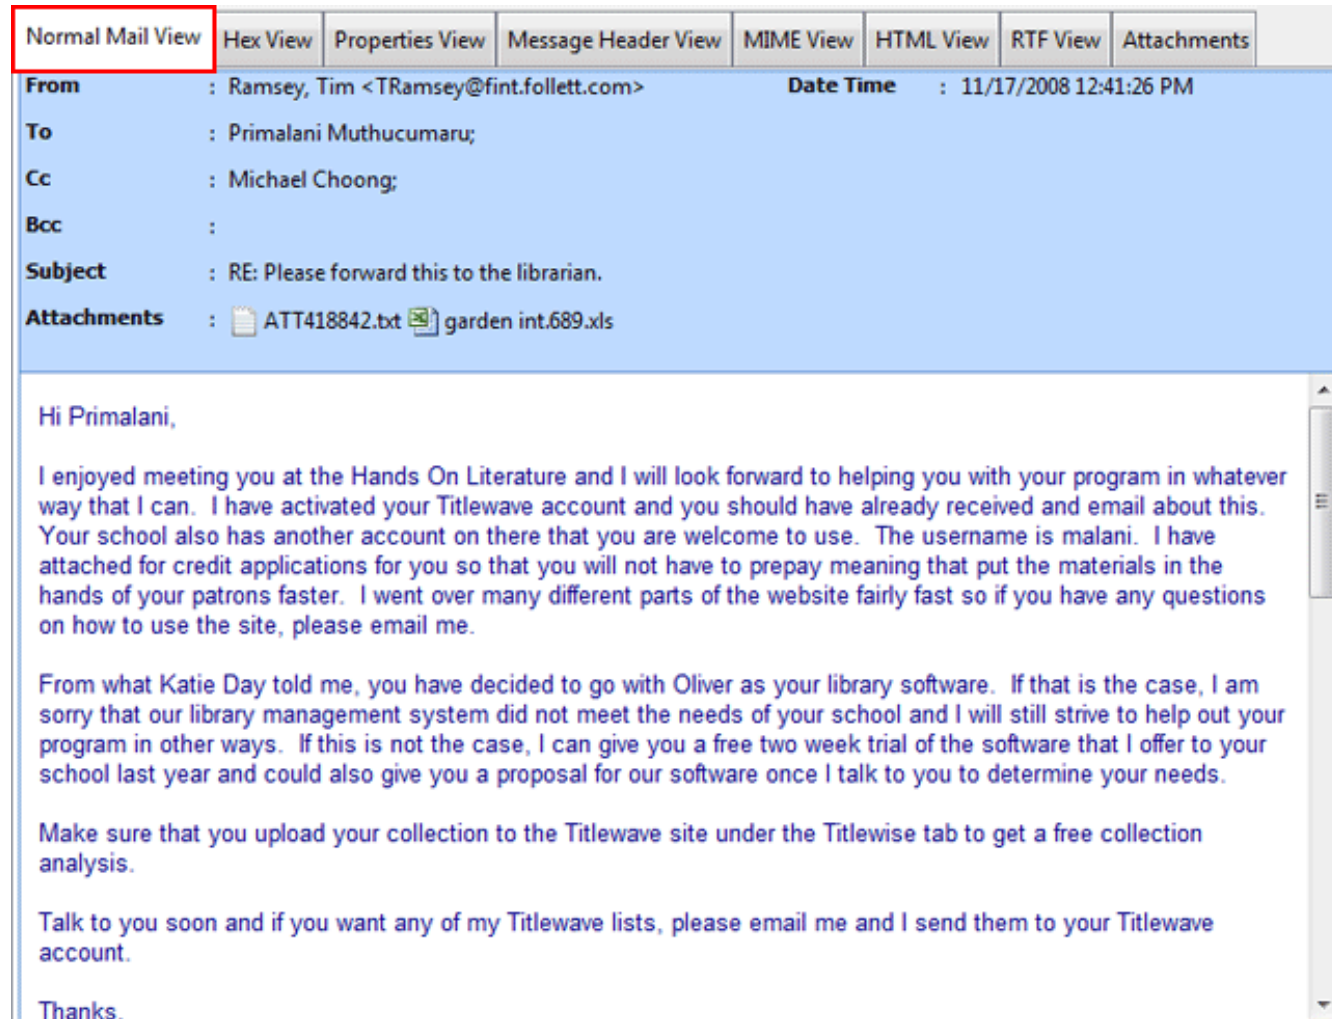 Normal Mail View Hex View Properties View Message Header View MIME View HTML View RTF View Attachments
From : Ramsey, Tim <TRamsey@fint.follett.com> Date Time : 11/17/2008 12:41:26 PM
To : Primalani Muthucumaru;
Cc : Michael Choong;
Bcc :
Subject : RE: Please forward this to the librarian.
Attachments : ATT418842.txt garden int.689.xls
Hi Primalani,
I enjoyed meeting you at the Hands On Literature and I will look forward to helping you with your program in whatever
way that I can. I have activated your Titlewave account and you should have already received and email about this.
Your school also has another account on there that you are welcome to use. The username is malani. I have
attached for credit applications for you so that you will not have to prepay meaning that put the materials in the
hands of your patrons faster. I went over many different parts of the website fairly fast so if you have any questions
on how to use the site, please email me.
From what Katie Day told me, you have decided to go with Oliver as your library software. If that is the case, I am
sorry that our library management system did not meet the needs of your school and I will still strive to help out your
program in other ways. If this is not the case, I can give you a free two week trial of the software that I offer to your
school last year and could also give you a proposal for our software once I talk to you to determine your needs.
Make sure that you upload your collection to the Titlewave site under the Titlewise tab to get a free collection
analysis.
Talk to you soon and if you want any of my Titlewave lists, please email me and I send them to your Titlewave
account.
Thanks,